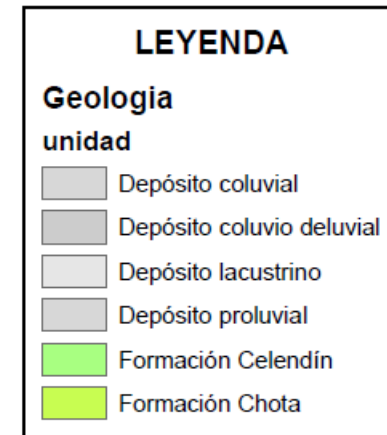 LEYENDA
Geologia
unidad
Depósito coluvial
Depósito coluvio deluvial
Depósito lacustrino
Depósito proluvial
Formación Celendín
Formación Chota